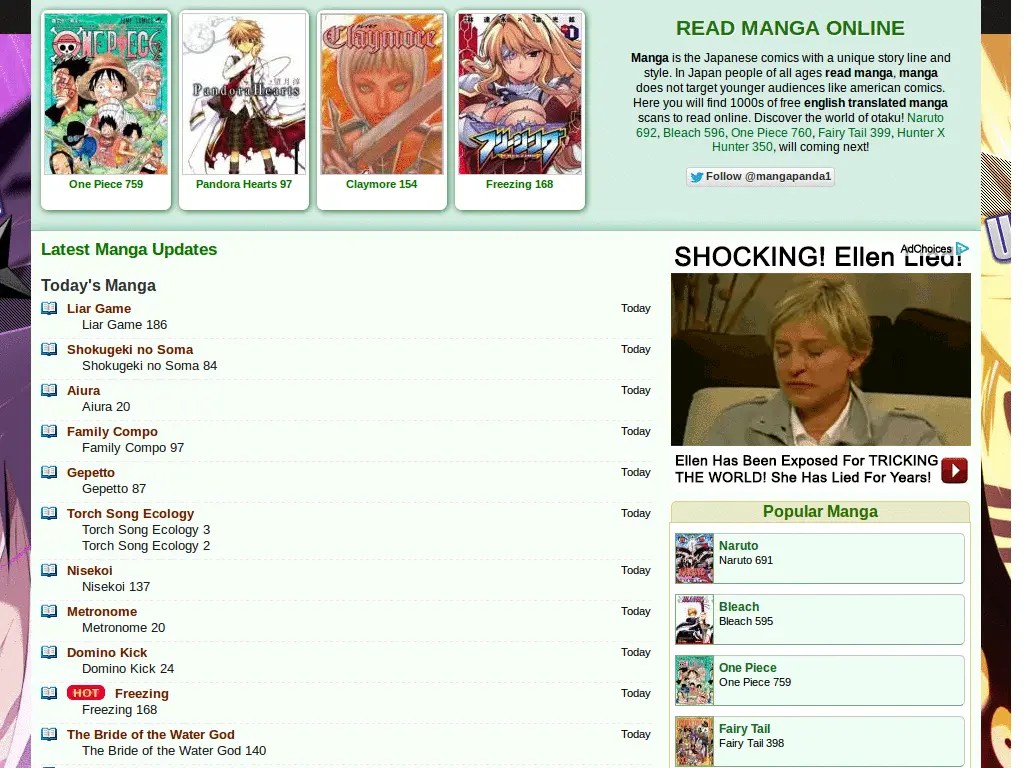 ONE PIECE
Claymore
PandoraHearts
フリージング
One Piece 759
Pandora Hearts 97
Claymore 154
Freezing 168
READ MANGA ONLINE
Manga is the Japanese comics with a unique story line and
style. In Japan people of all ages read manga, manga
does not target younger audiences like american comics.
Here you will find 1000s of free english translated manga
scans to read online. Discover the world of otaku! Naruto
692, Bleach 596, One Piece 760, Fairy Tail 399, Hunter X
Hunter 350, will coming next!
Follow @mangapanda1
Latest Manga Updates
Today's Manga
Liar Game Today
Liar Game 186
Shokugeki no Soma Today
Shokugeki no Soma 84
Aiura Today
Aiura 20
Family Compo Today
Family Compo 97
Gepetto Today
Gepetto 87
Torch Song Ecology Today
Torch Song Ecology 3
Torch Song Ecology 2
Nisekoi Today
Nisekoi 137
Metronome Today
Metronome 20
Domino Kick Today
Domino Kick 24
HOT Freezing Today
Freezing 168
The Bride of the Water God Today
The Bride of the Water God 140
SHOCKING! Ellen Lied!
AdChoices
Ellen Has Been Exposed For TRICKING
THE WORLD! She Has Lied For Years!
Popular Manga
Naruto
Naruto 691
Bleach
Bleach 595
One Piece
One Piece 759
Fairy Tail
Fairy Tail 398